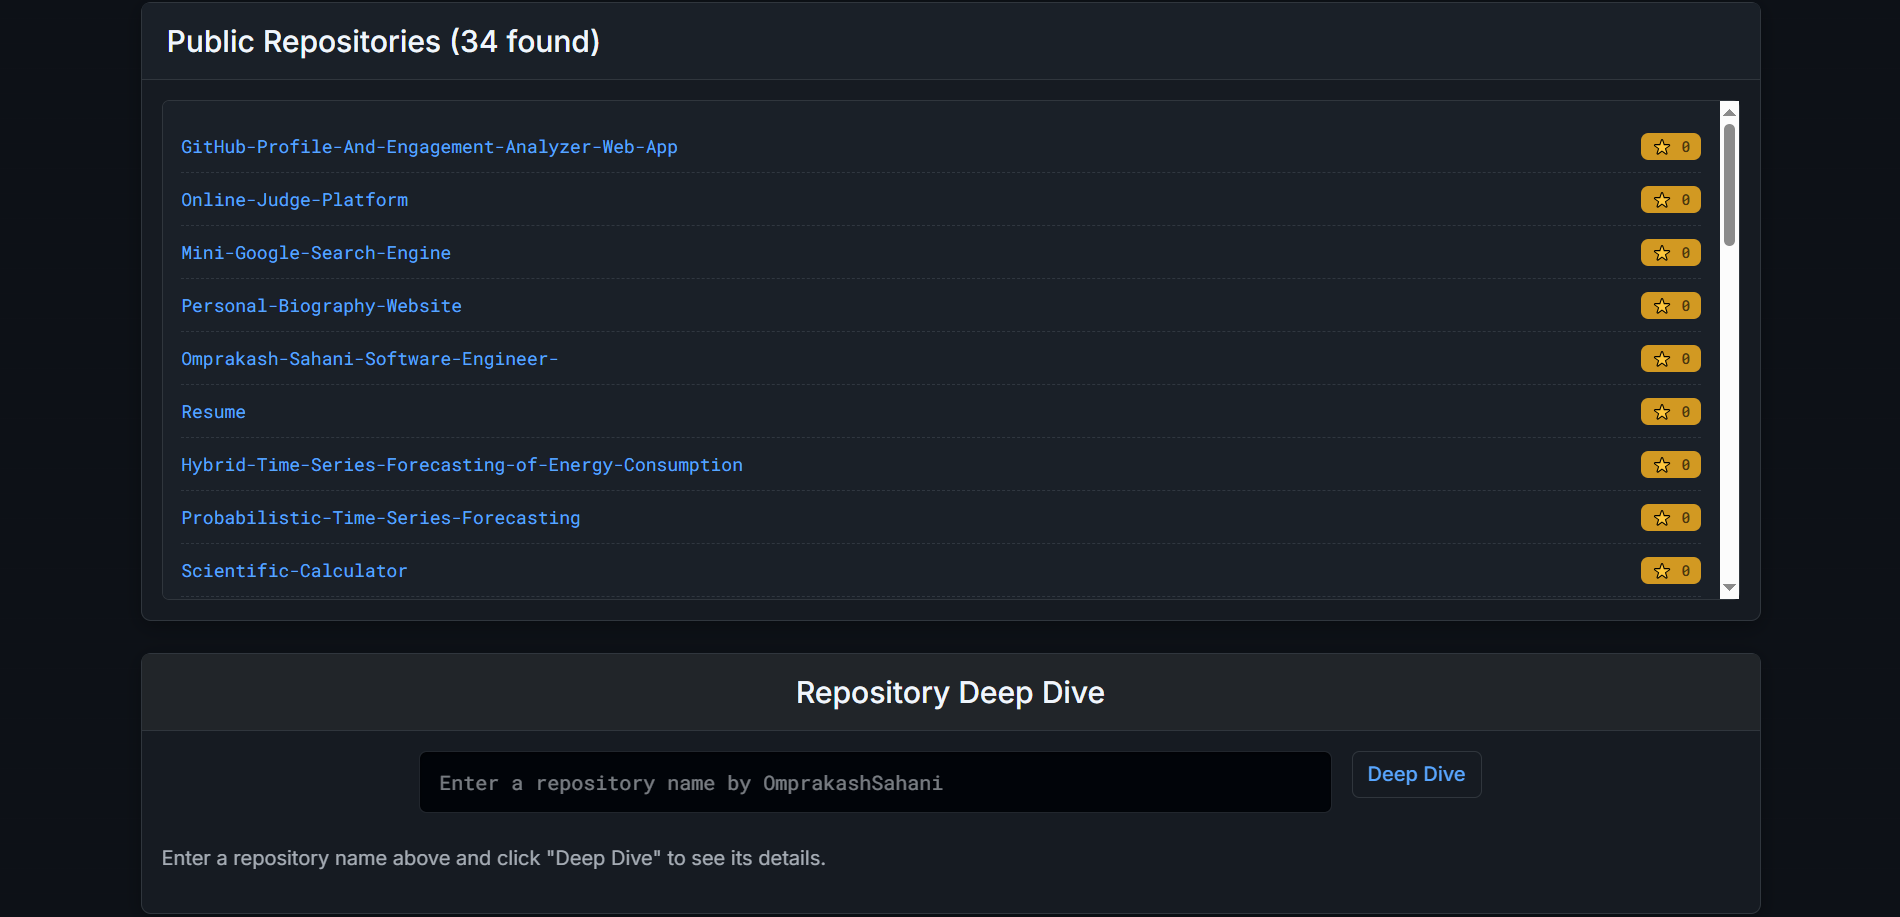 Public Repositories (34 found)
GitHub-Profile-And-Engagement-Analyzer-Web-App 0
Online-Judge-Platform 0
Mini-Google-Search-Engine 0
Personal-Biography-Website 0
Omprakash-Sahani-Software-Engineer- 0
Resume 0
Hybrid-Time-Series-Forecasting-of-Energy-Consumption 0
Probabilistic-Time-Series-Forecasting 0
Scientific-Calculator 0
Repository Deep Dive
Enter a repository name by OmprakashSahani Deep Dive
Enter a repository name above and click "Deep Dive" to see its details.